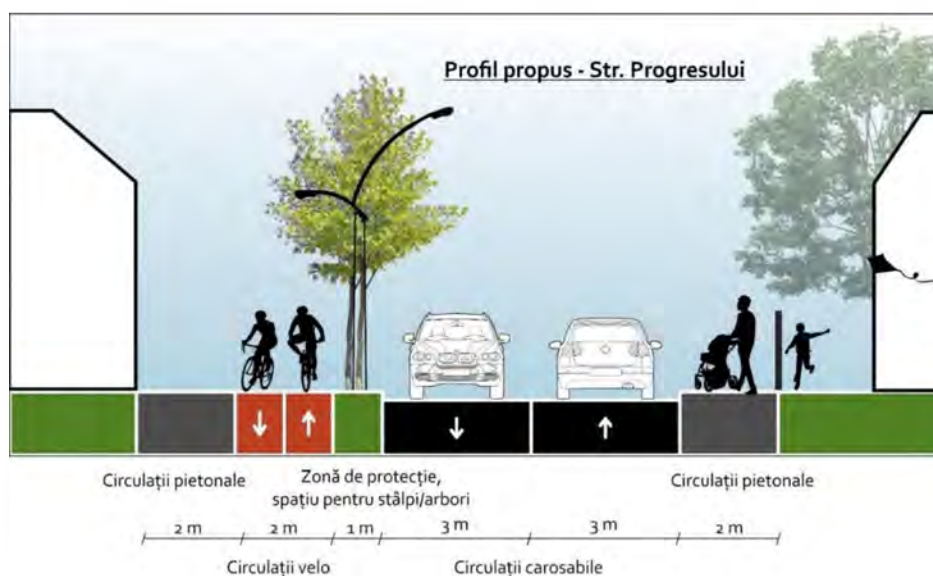 Profil propus - Str. Progresului
Circulații pietonale
Zonă de protecție,
spațiu pentru stâlpi/arbori
Circulații pietonale
2 m 2 m 1 m 3 m 3 m 2 m
Circulații velo
Circulații carosabile